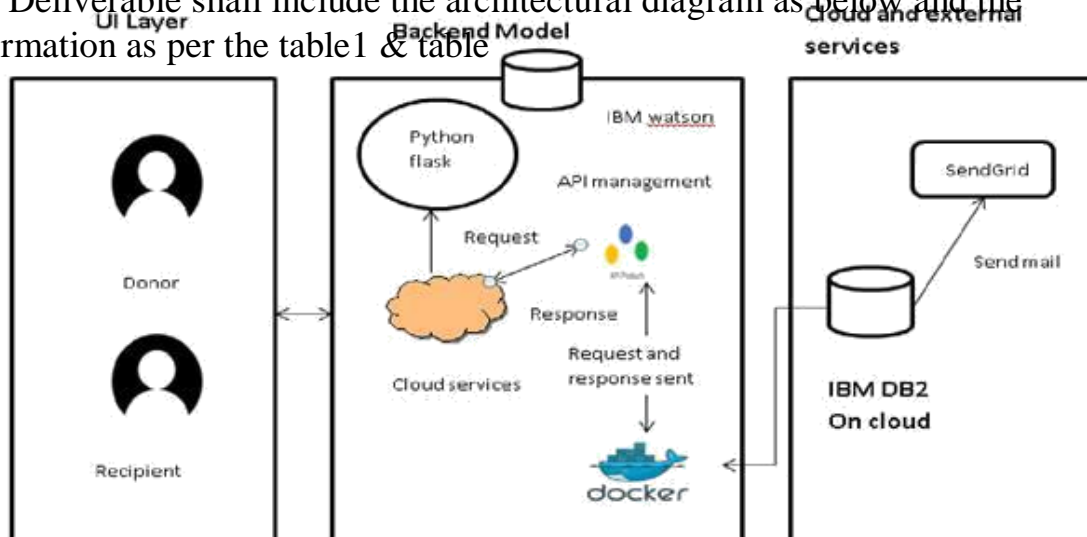 Deliverable shall include the architectural diagram as below and the
rmation as per the table1 & table
UI Layer
Backend Model
Cloud and external
services
Python
flask
IBM watson
API management
Request
Response
Cloud services
Request and
response sent
docker
Donor
Recipient
SendGrid
Send mail
IBM DB2
On cloud